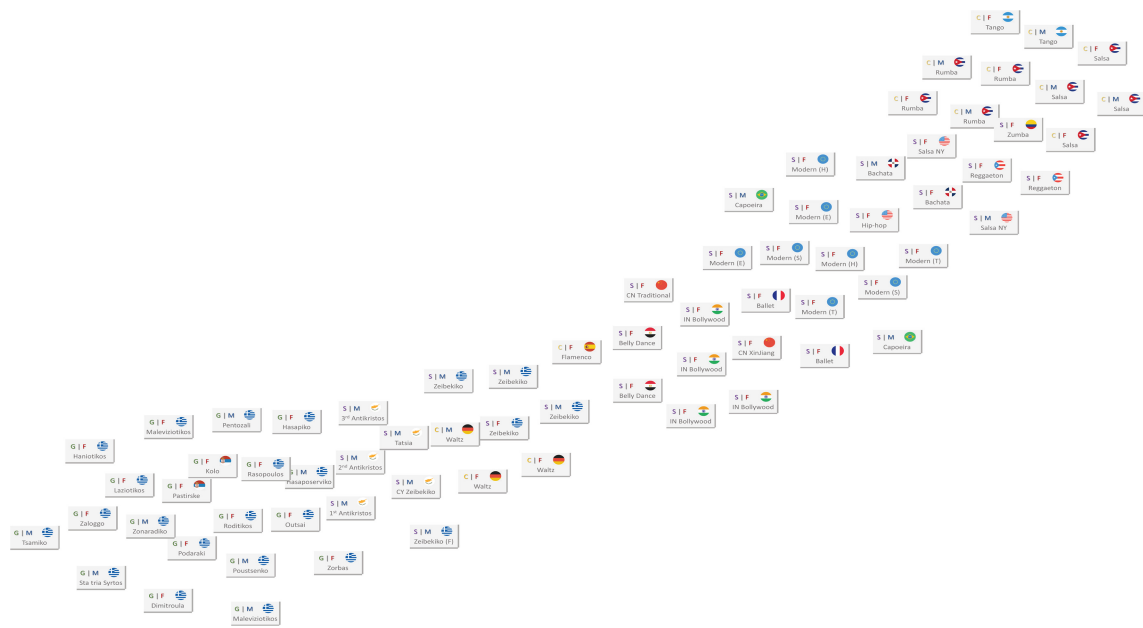 C | F
Tango
C | M
Tango
C | F
Salsa
C | M
Rumba
C | F
Rumba
C | M
Salsa
C | F
Rumba
C | M
Salsa
C | M
Rumba
S | F
Zumba
C | F
Salsa
S | F
Salsa NY
S | F
Modern (H)
S | M
Bachata
C | F
Reggaeton
S | F
Reggaeton
S | M
Capoeira
S | F
Bachata
S | F
Modern (E)
S | F
Hip-hop
S | M
Salsa NY
S | F
Modern (E)
S | F
Modern (S)
S | F
Modern (H)
S | F
Modern (T)
S | F
CN Traditional
S | F
Modern (S)
S | F
Ballet
S | F
Modern (T)
S | F
IN Bollywood
S | F
Belly Dance
S | M
Capoeira
C | F
Flamenco
S | F
CN XinJiang
S | F
Ballet
S | F
IN Bollywood
S | M
Zeibekiko
S | M
Zeibekiko
S | F
Belly Dance
S | F
IN Bollywood
S | F
IN Bollywood
G | F
Maleviziotikos
G | M
Pentozali
G | F
Hasapiko
S | M
3rd Antikristos
S | M
Zeibekiko
S | M
Tatsia
C | M
Waltz
S | F
Zeibekiko
G | F
Haniotikos
G | F
Kolo
G | F
Rasopoulos
G | M
Hasaposerviko
S | M
2nd Antikristos
C | F
Waltz
G | F
Laziotikos
G | F
Pastirske
S | M
CY Zeibekiko
C | F
Waltz
G | F
Zaloggo
G | M
Zonaradiko
G | F
Roditikos
G | F
Outsai
S | M
1st Antikristos
G | M
Tsamiko
G | F
Podaraki
S | M
Zeibekiko (F)
G | M
Sta tria Syrtos
G | M
Poustsenko
G | F
Zorbas
G | F
Dimitroula
G | M
Maleviziotikos